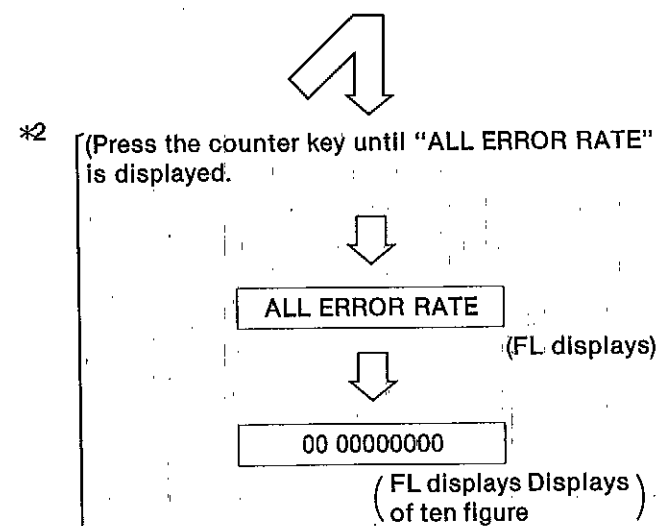 *2
(Press the counter key until “ALL ERROR RATE”
is displayed.
ALL ERROR RATE
(FL displays)
00 00000000
(FL displays Displays
of ten figure)